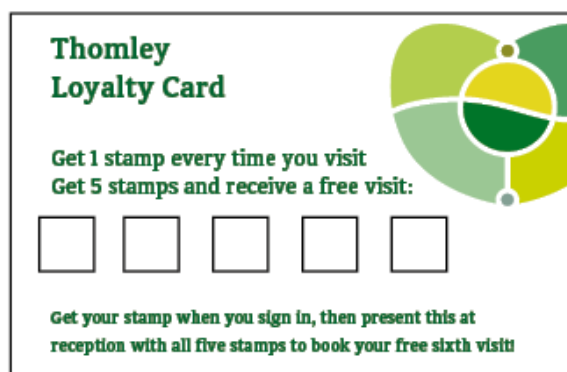 Thomley
Loyalty Card
Get 1 stamp every time you visit
Get 5 stamps and receive a free visit:
Get your stamp when you sign in, then present this at
reception with all five stamps to book your free sixth visit!